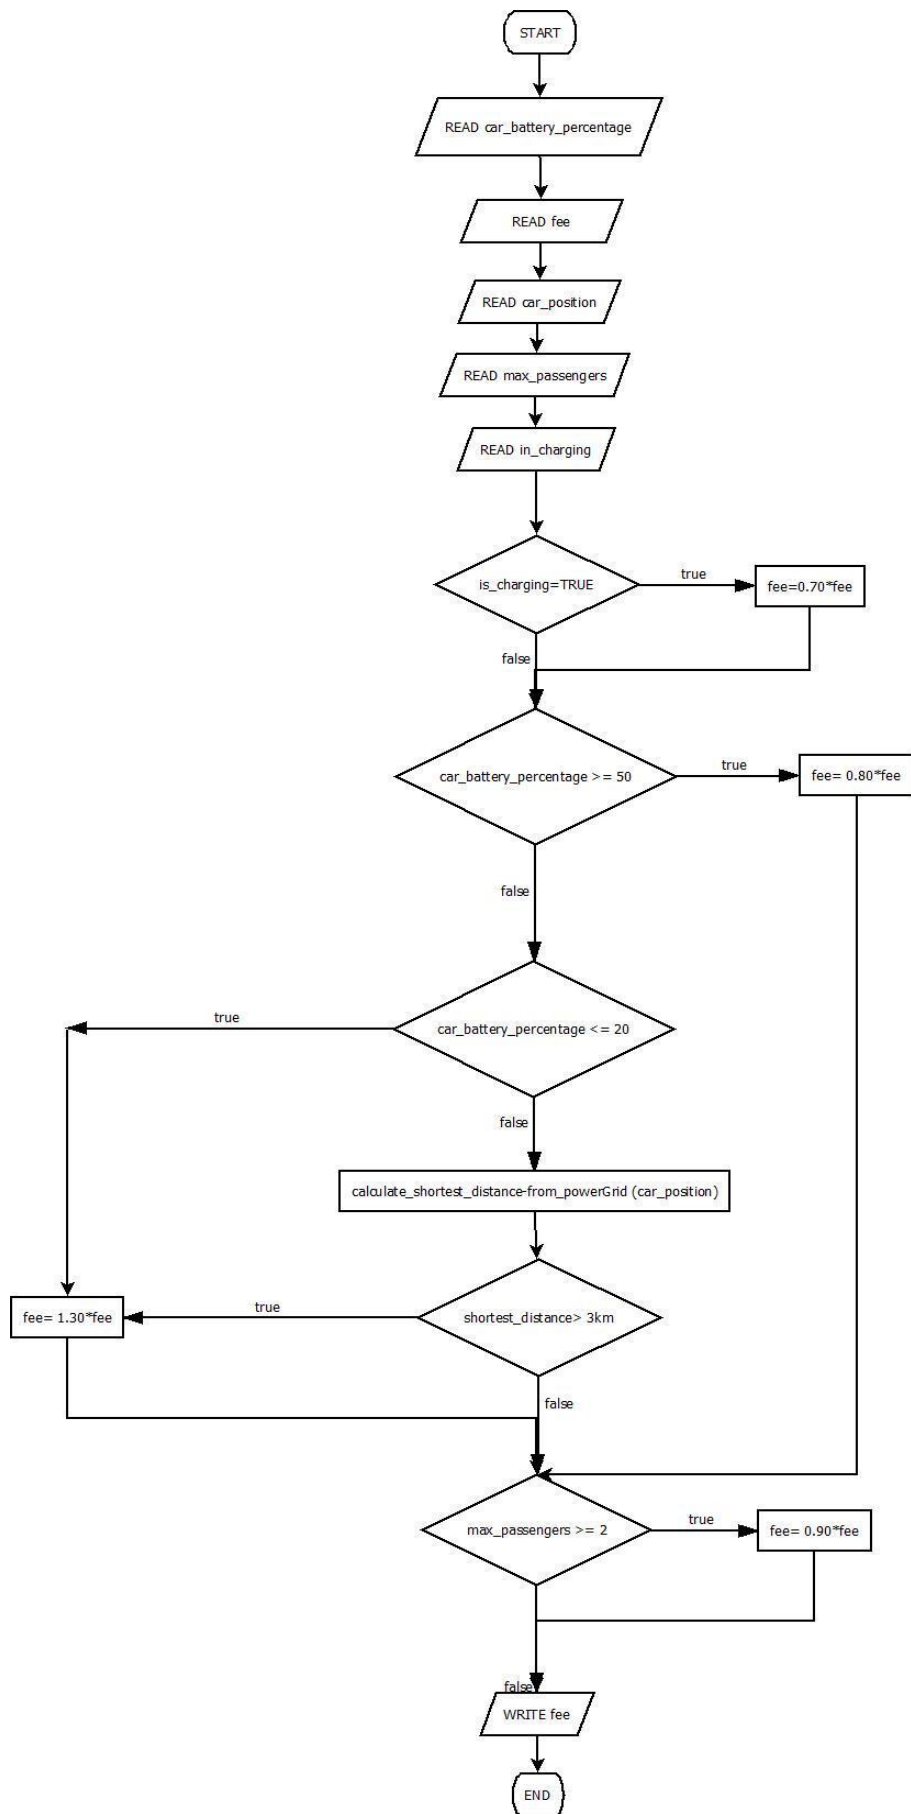 START
READ car_battery_percentage
READ fee
READ car_position
READ max_passengers
READ in_charging
is_charging=TRUE
true
fee=0.70*fee
false
car_battery_percentage >= 50
true
fee= 0.80*fee
false
car_battery_percentage <= 20
true
false
calculate_shortest_distance-from_powerGrid (car_position)
shortest_distance> 3km
true
fee= 1.30*fee
false
max_passengers >= 2
true
fee= 0.90*fee
false
WRITE fee
END